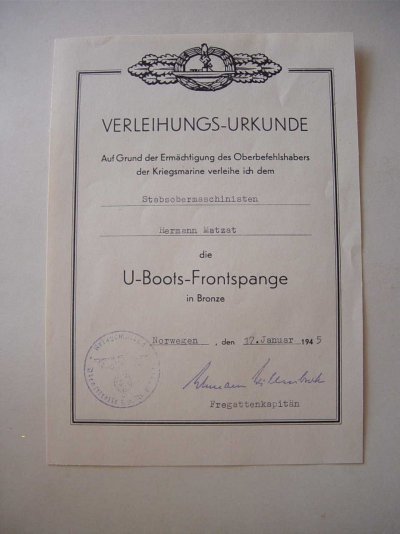 VERLEIHUNGS-URKUNDE
Auf Grund der Ermächtigung des Oberbefehlshabers
der Kriegsmarine verleihe ich dem
Stabsobermaschinisten
Hermann Matzat
die
U-Boots-Frontspange
in Bronze
Norwegen , den 17. Januar 1945
Fregattenkapitän